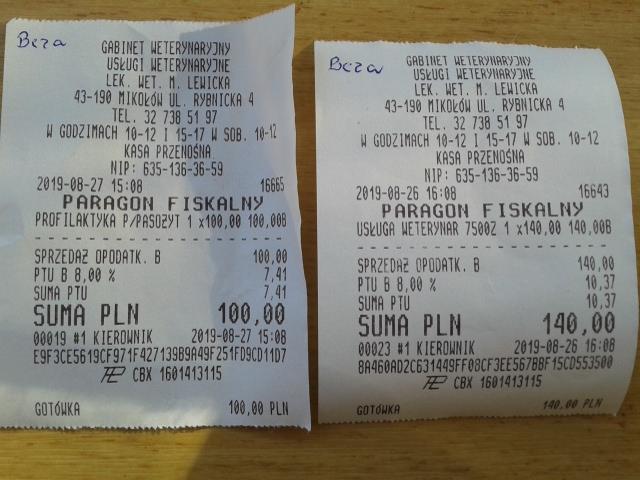 Beza
GABINET WETERYNARYJNY
USŁUGI WETERYNARYJNE
LEK. WET. M. LEWICKA
43-190 MIKOŁÓW UL. RYBNICKA 4
TEL. 32 738 51 97
W GODZIMACH 10-12 I 15-17 W SOB. 10-12
KASA PRZENOŚNA
NIP: 635-136-36-59
2019-08-27 15:08 16665
PARAGON FISKALNY
PROFILAKTYKA P/PASOŻYT 1 x100,00 100,00B
SPRZEDAŻ OPODATK. B 100,00
PTU B 8,00 % 7,41
SUMA PTU 7,41
SUMA PLN 100,00
00019 #1 KIEROWNIK 2019-08-27 15:08
E9F3CE5619CF971F427139B9A49F251FD9CD11D7
CBX 1601413115
GOTÓWKA 100,00 PLN
Beza
GABINET WETERYNARYJNY
USŁUGI WETERYNARYJNE
LEK. WET. M. LEWICKA
43-190 MIKOŁÓW UL. RYBNICKA 4
TEL. 32 738 51 97
W GODZIMACH 10-12 I 15-17 W SOB. 10-12
KASA PRZENOŚNA
NIP: 635-136-36-59
2019-08-26 16:08 16643
PARAGON FISKALNY
USŁUGA WETERYNAR 7500Z 1 x140,00 140,00B
SPRZEDAŻ OPODATK. B 140,00
PTU B 8,00 % 10,37
SUMA PTU 10,37
SUMA PLN 140,00
00023 #1 KIEROWNIK 2019-08-26 16:08
8A460AD2C631449FF08CF3EE567BBF15CD553500
CBX 1601413115
GOTÓWKA 140,00 PLN